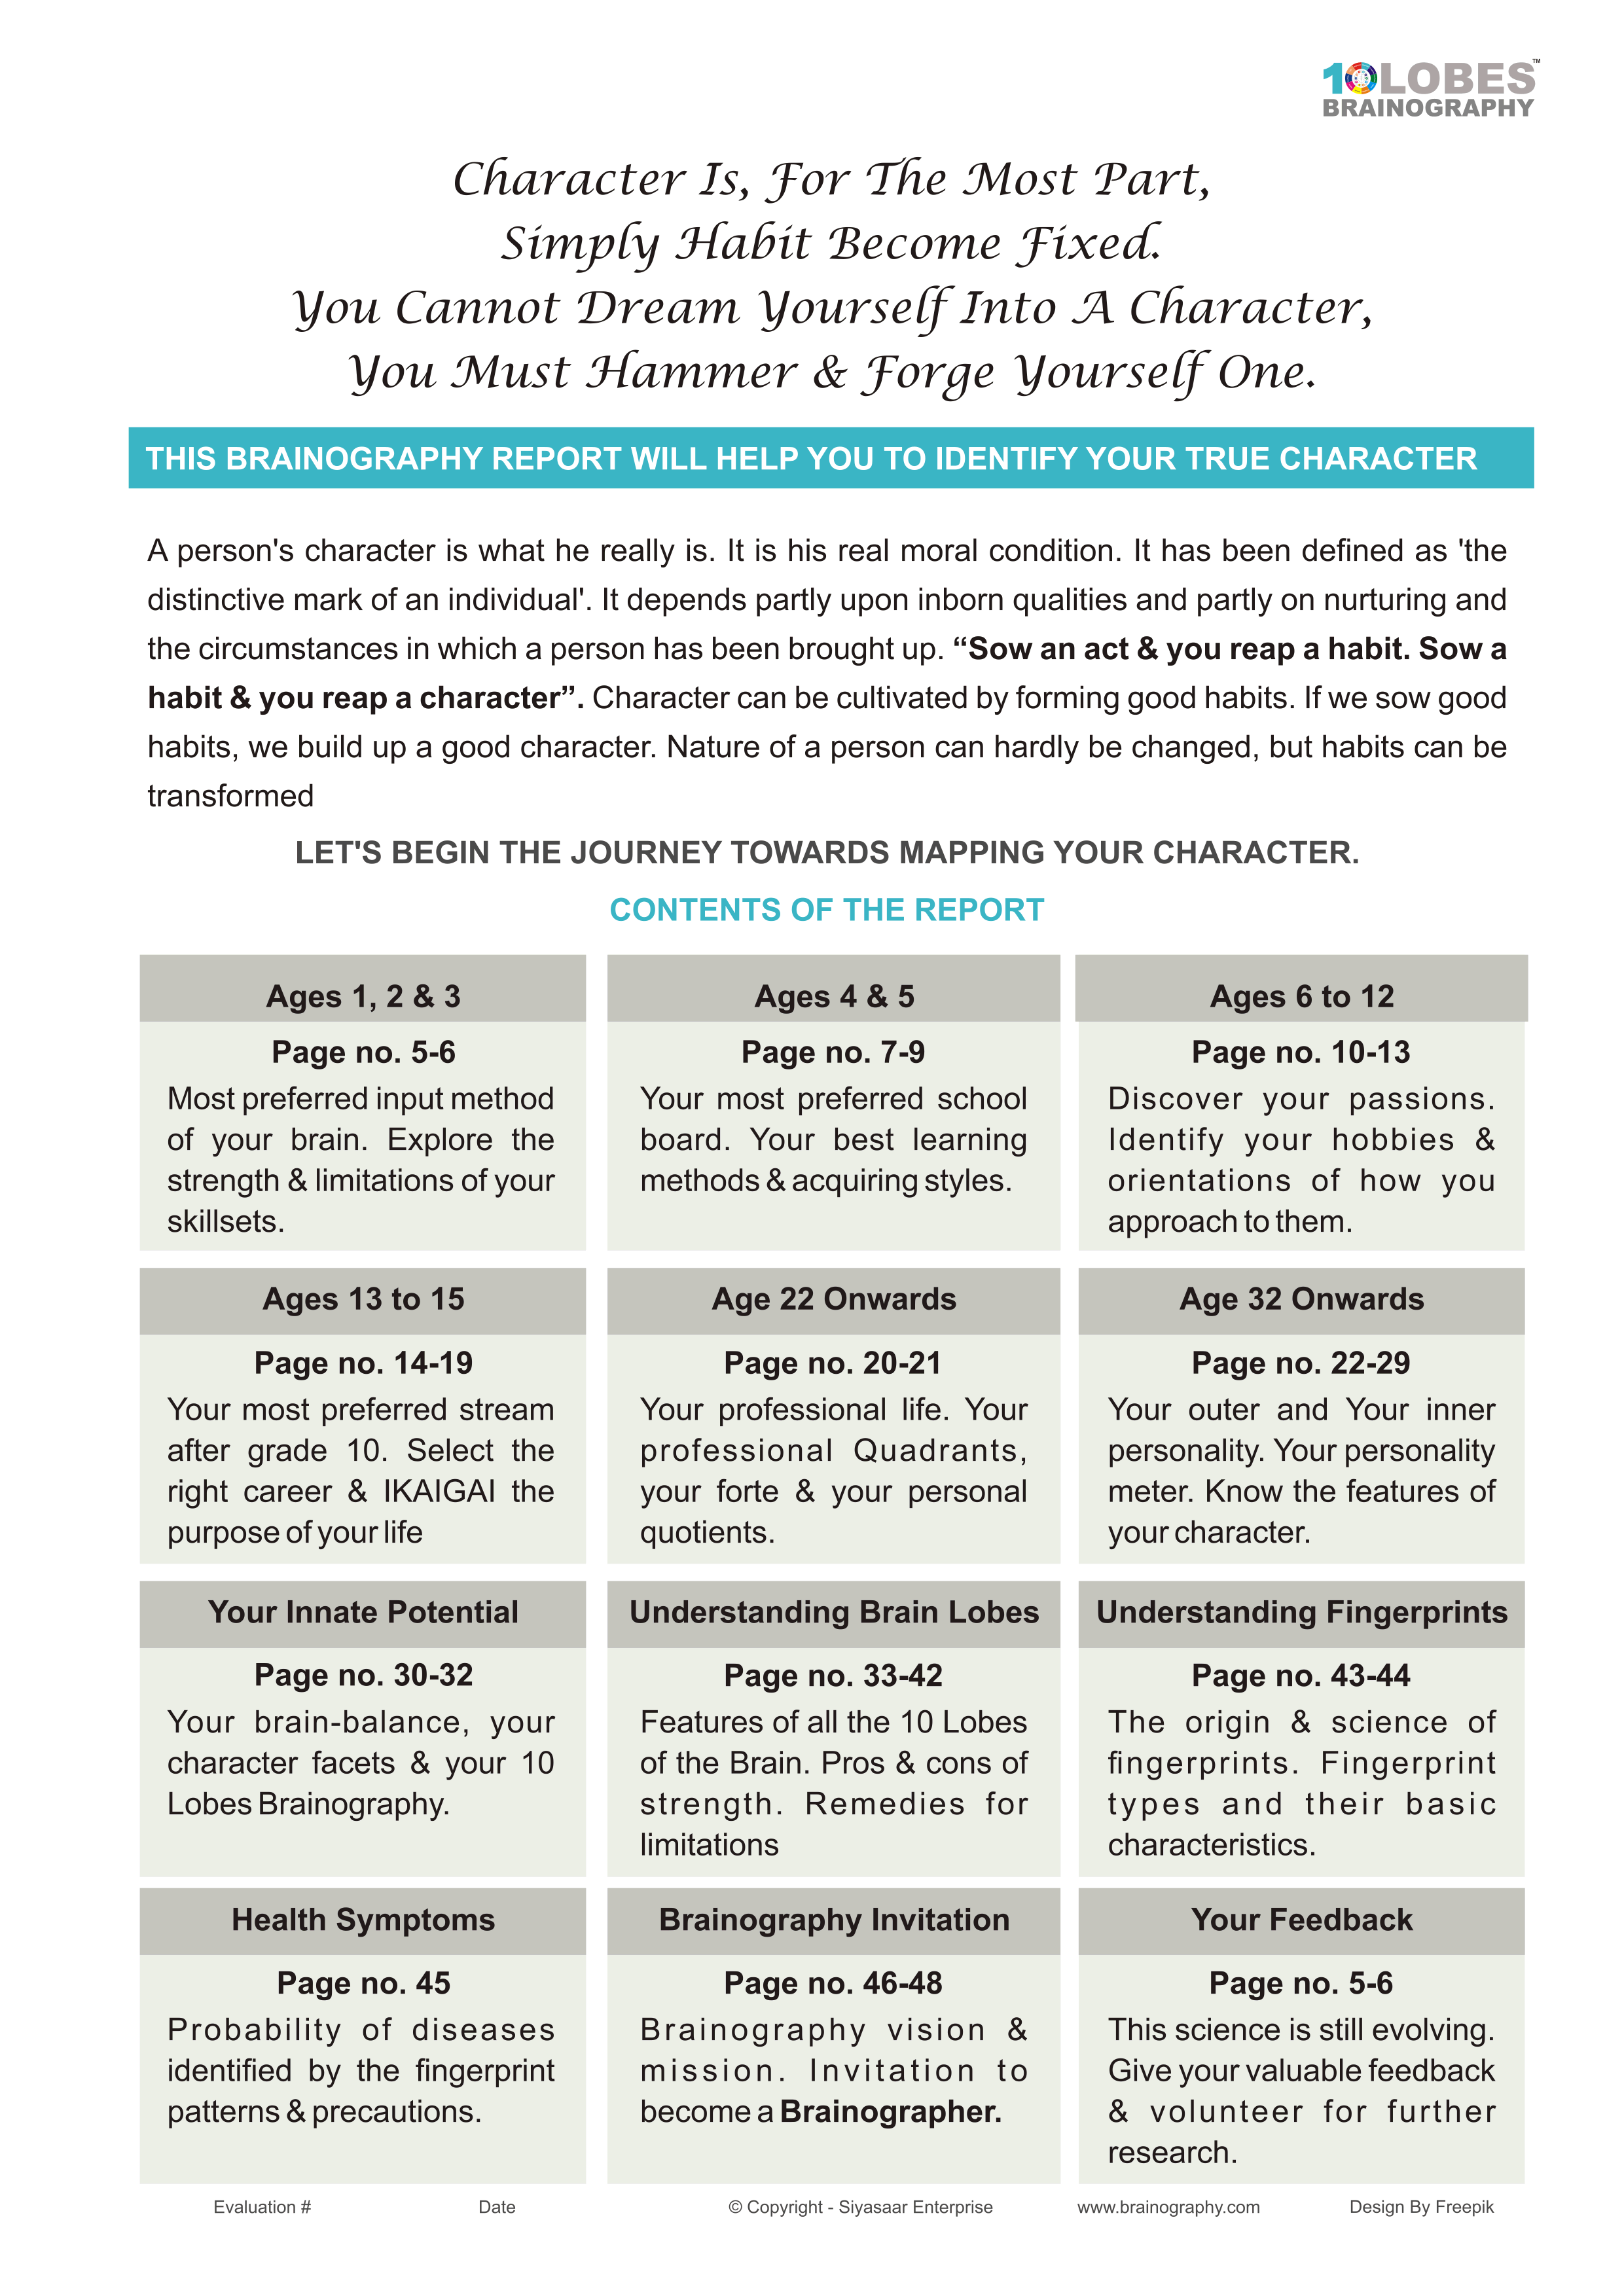 10LOBES™
BRAINOGRAPHY
Character Is, For The Most Part,
Simply Habit Become Fixed.
You Cannot Dream Yourself Into A Character,
You Must Hammer & Forge Yourself One.
THIS BRAINOGRAPHY REPORT WILL HELP YOU TO IDENTIFY YOUR TRUE CHARACTER
A person's character is what he really is. It is his real moral condition. It has been defined as 'the
distinctive mark of an individual'. It depends partly upon inborn qualities and partly on nurturing and
the circumstances in which a person has been brought up. “Sow an act & you reap a habit. Sow a
habit & you reap a character”. Character can be cultivated by forming good habits. If we sow good
habits, we build up a good character. Nature of a person can hardly be changed, but habits can be
transformed
LET'S BEGIN THE JOURNEY TOWARDS MAPPING YOUR CHARACTER.
CONTENTS OF THE REPORT
Ages 1, 2 & 3
Page no. 5-6
Most preferred input method
of your brain. Explore the
strength & limitations of your
skillsets.
Ages 4 & 5
Page no. 7-9
Your most preferred school
board. Your best learning
methods & acquiring styles.
Ages 6 to 12
Page no. 10-13
Discover your passions.
Identify your hobbies &
orientations of how you
approach to them.
Ages 13 to 15
Page no. 14-19
Your most preferred stream
after grade 10. Select the
right career & IKAIGAI the
purpose of your life
Age 22 Onwards
Page no. 20-21
Your professional life. Your
professional Quadrants,
your forte & your personal
quotients.
Age 32 Onwards
Page no. 22-29
Your outer and Your inner
personality. Your personality
meter. Know the features of
your character.
Your Innate Potential
Page no. 30-32
Your brain-balance, your
character facets & your 10
Lobes Brainography.
Understanding Brain Lobes
Page no. 33-42
Features of all the 10 Lobes
of the Brain. Pros & cons of
strength. Remedies for
limitations
Understanding Fingerprints
Page no. 43-44
The origin & science of
fingerprints. Fingerprint
types and their basic
characteristics.
Health Symptoms
Page no. 45
Probability of diseases
identified by the fingerprint
patterns & precautions.
Brainography Invitation
Page no. 46-48
Brainography vision &
mission. Invitation to
become a Brainographer.
Your Feedback
Page no. 5-6
This science is still evolving.
Give your valuable feedback
& volunteer for further
research.
Evaluation # Date © Copyright - Siyasaar Enterprise www.brainography.com Design By Freepik